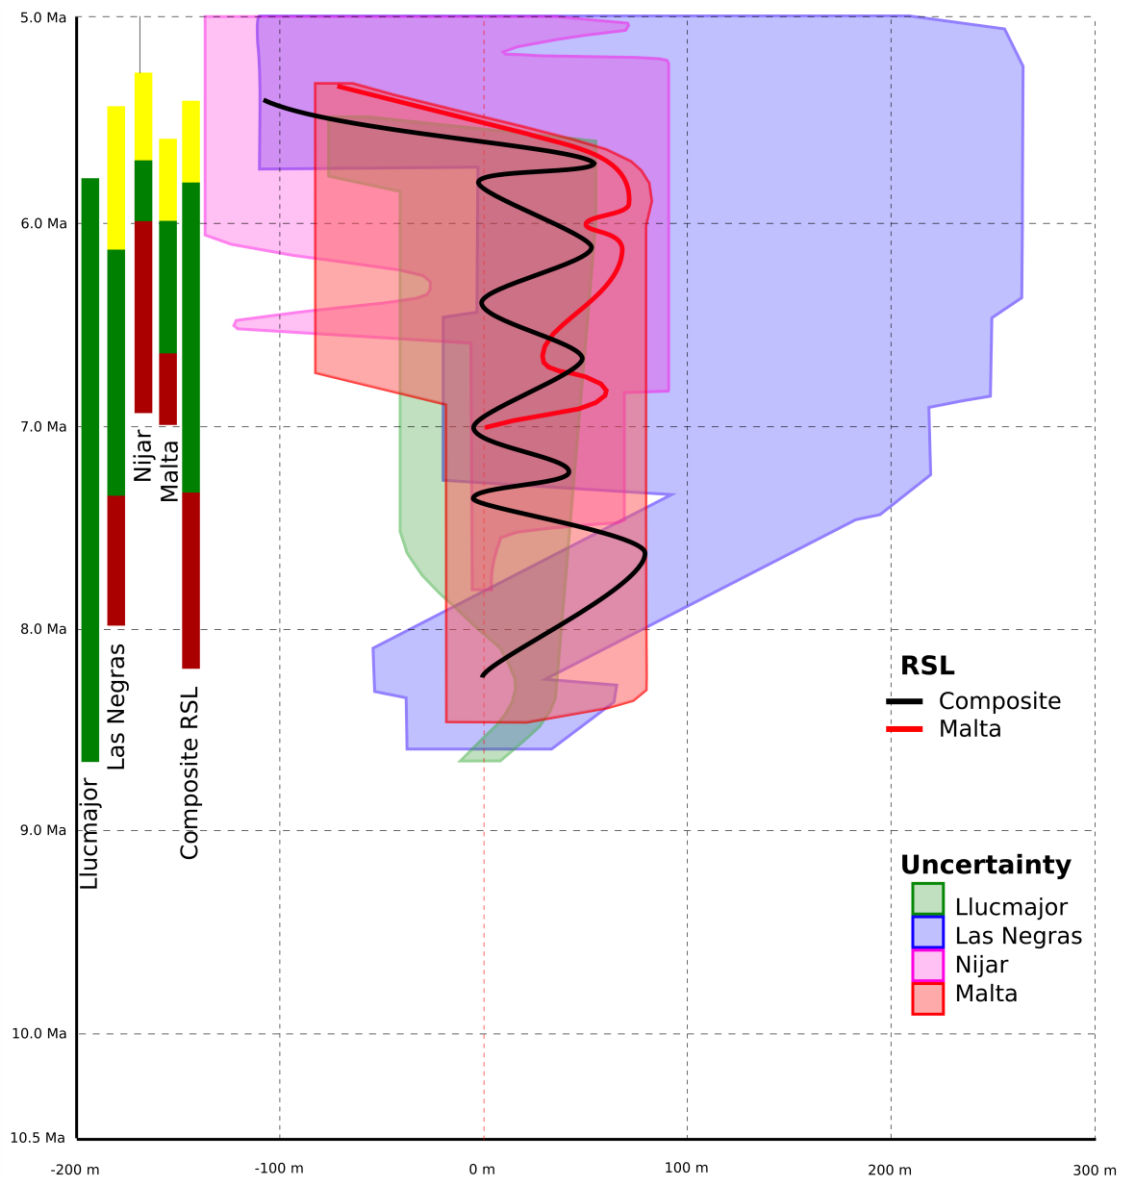 5.0 Ma
6.0 Ma
7.0 Ma
8.0 Ma
9.0 Ma
10.0 Ma
10.5 Ma
Llucmajor
Las Negras
Nijar
Malta
Composite RSL
RSL
Composite
Malta
Uncertainty
Llucmajor
Las Negras
Nijar
Malta
-200 m
-100 m
0 m
100 m
200 m
300 m